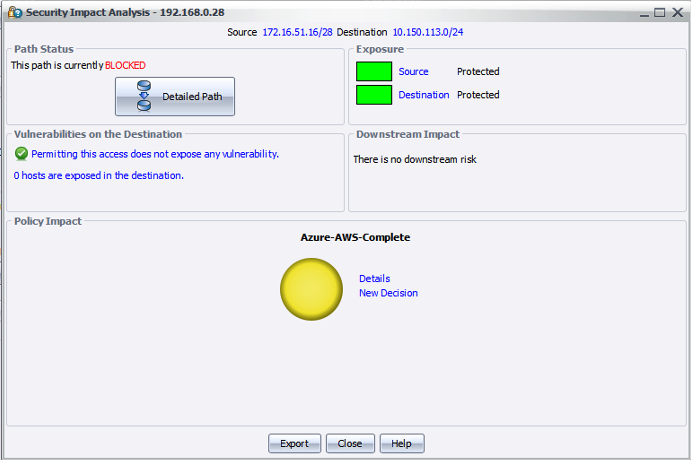 Security Impact Analysis - 192.168.0.28
Source 172.16.51.16/28 Destination 10.150.113.0/24
Path Status
This path is currently BLOCKED
Detailed Path
Exposure
Source Protected
Destination Protected
Vulnerabilities on the Destination
Permitting this access does not expose any vulnerability.
0 hosts are exposed in the destination.
Downstream Impact
There is no downstream risk
Policy Impact
Azure-AWS-Complete
Details
New Decision
Export Close Help